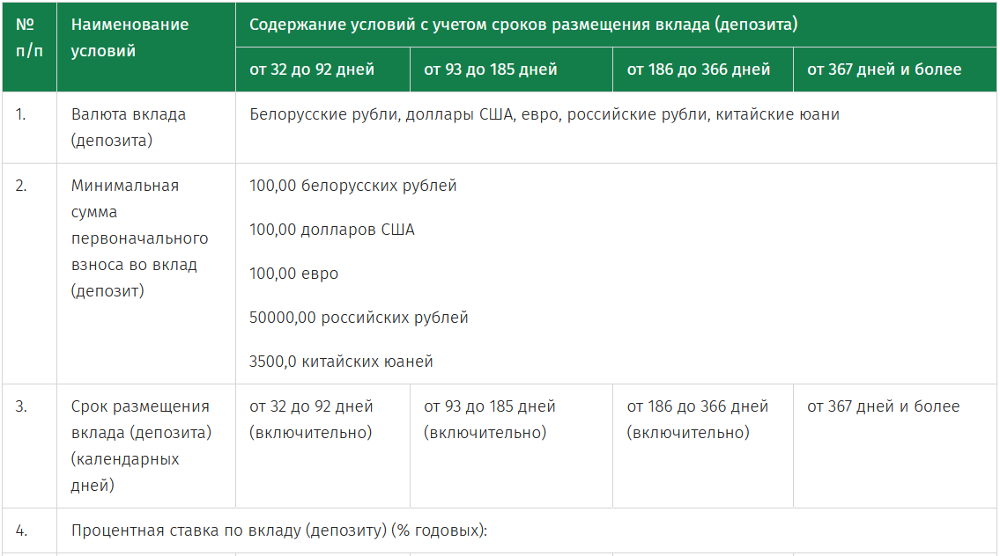 № п/п
Наименование условий
Содержание условий с учетом сроков размещения вклада (депозита)
от 32 до 92 дней
от 93 до 185 дней
от 186 до 366 дней
от 367 дней и более
1.
Валюта вклада
(депозита)
Белорусские рубли, доллары США, евро, российские рубли, китайские юани
2.
Минимальная
сумма
первоначального
взноса во вклад
(депозит)
100,00 белорусских рублей
100,00 долларов США
100,00 евро
50000,00 российских рублей
3500,0 китайских юаней
3.
Срок размещения
вклада (депозита)
(календарных
дней)
от 32 до 92 дней
(включительно)
от 93 до 185 дней
(включительно)
от 186 до 366 дней
(включительно)
от 367 дней и более
4.
Процентная ставка по вкладу (депозиту) (% годовых):